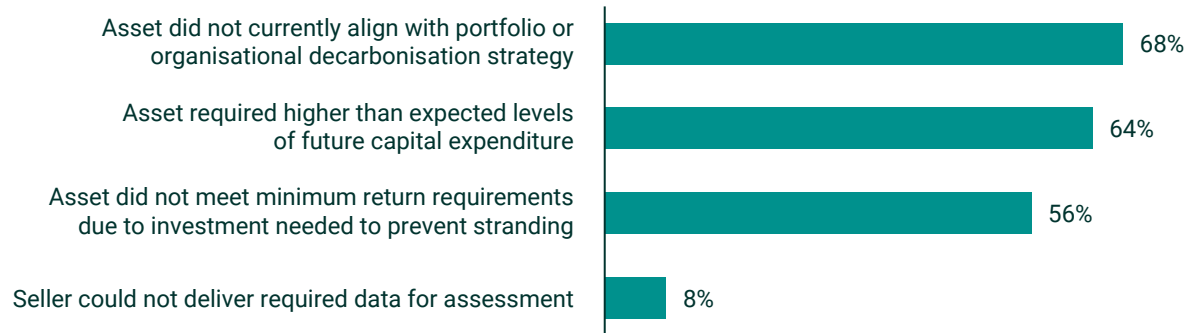 Asset did not currently align with portfolio or
organisational decarbonisation strategy
68%
Asset required higher than expected levels
of future capital expenditure
64%
Asset did not meet minimum return requirements
due to investment needed to prevent stranding
56%
Seller could not deliver required data for assessment
8%